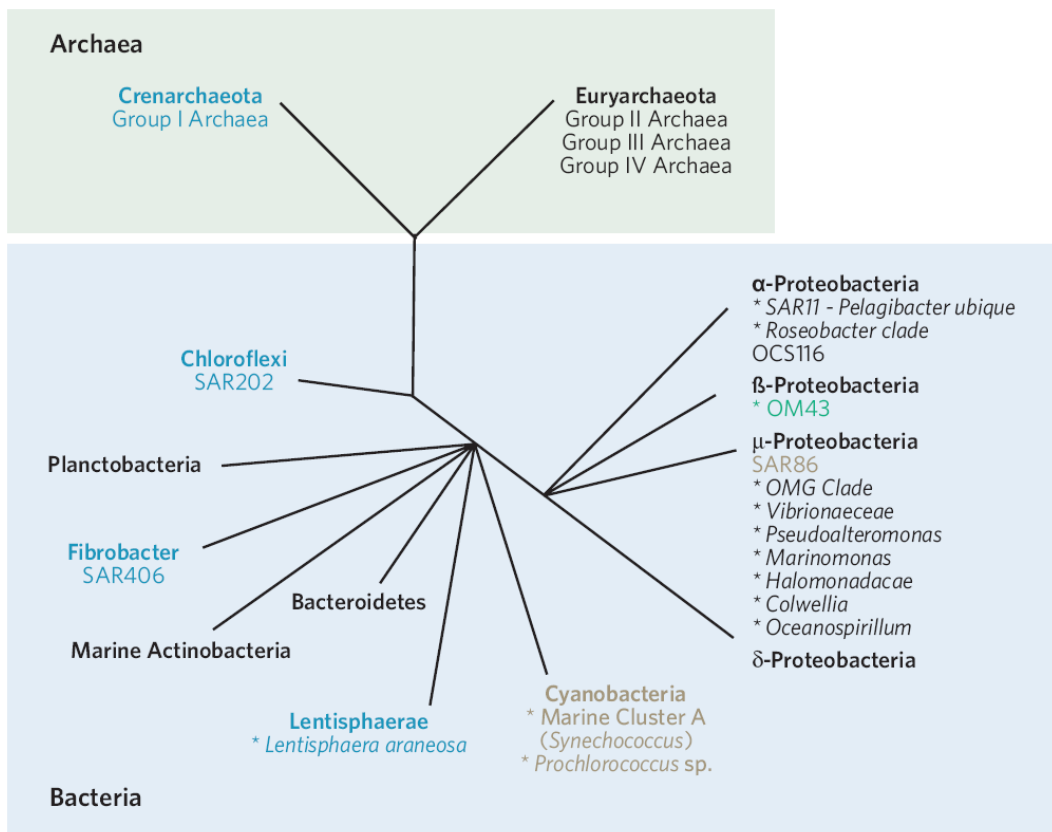 Archaea
Crenarchaeota
Group I Archaea
Euryarchaeota
Group II Archaea
Group III Archaea
Group IV Archaea
Chloroflexi
SAR202
Planctobacteria
Fibrobacter
SAR406
Marine Actinobacteria
Bacteroidetes
Lentisphaerae
* Lentisphaera araneosa
Cyanobacteria
* Marine Cluster A
(Synechococcus)
* Prochlorococcus sp.
α-Proteobacteria
* SAR11 - Pelagibacter ubique
* Roseobacter clade
OCS116
ß-Proteobacteria
* OM43
μ-Proteobacteria
SAR86
* OMG Clade
* Vibrionaeceae
* Pseudoalteromonas
* Marinomonas
* Halomonadacae
* Colwellia
* Oceanospirillum
δ-Proteobacteria
Bacteria